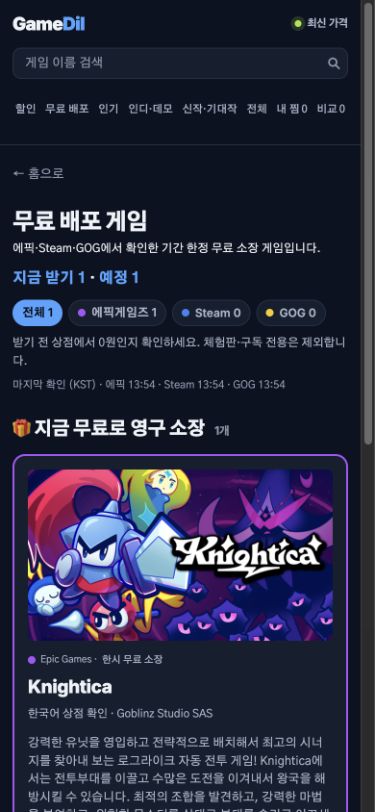 GameDil
최신 가격
게임 이름 검색
할인 무료 배포 인기 인디·데모 신작·기대작 전체 내 찜 0 비교 0
← 홈으로
무료 배포 게임
에픽·Steam·GOG에서 확인한 기간 한정 무료 소장 게임입니다.
지금 받기 1 · 예정 1
전체 1 에픽게임즈 1 Steam 0 GOG 0
받기 전 상점에서 0원인지 확인하세요. 체험판·구독 전용은 제외합니
다.
마지막 확인 (KST) · 에픽 13:54 · Steam 13:54 · GOG 13:54
🎁 지금 무료로 영구 소장 1개
Knightica
Epic Games · 한시 무료 소장
Knightica
한국어 상점 확인 · Goblinz Studio SAS
강력한 유닛을 영입하고 전략적으로 배치해서 최고의 시너
지를 찾아내 보는 로그라이크 자동 전투 게임! Knightica에
서는 전투부대를 이끌고 수많은 도전을 이겨내서 왕국을 해
방시킬 수 있습니다. 최적의 조합을 발견하고, 강력한 마법